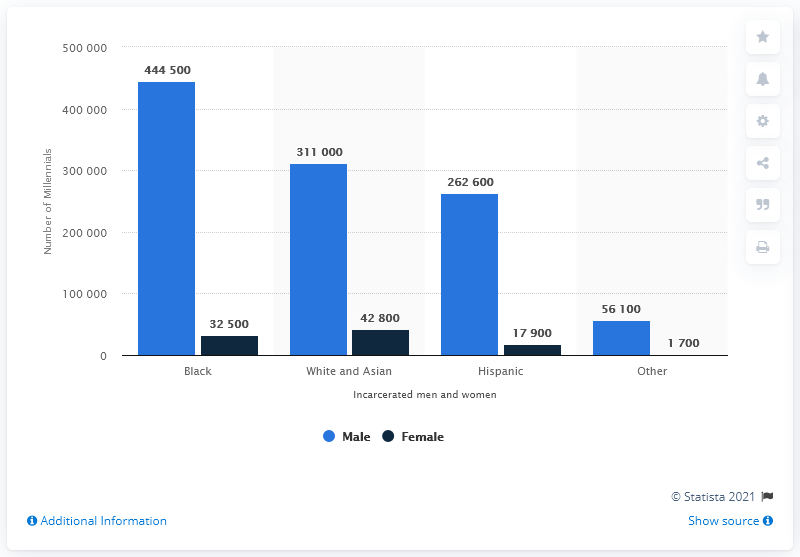 500 000
444 500
400 000
311 000
300 000
262 600
200 000
100 000
56 100
42 800
32 500
17 900
1 700
0
Number of Millennials
Black
White and Asian
Hispanic
Other
Incarcerated men and women
Male
Female
© Statista 2021
Additional Information
Show source